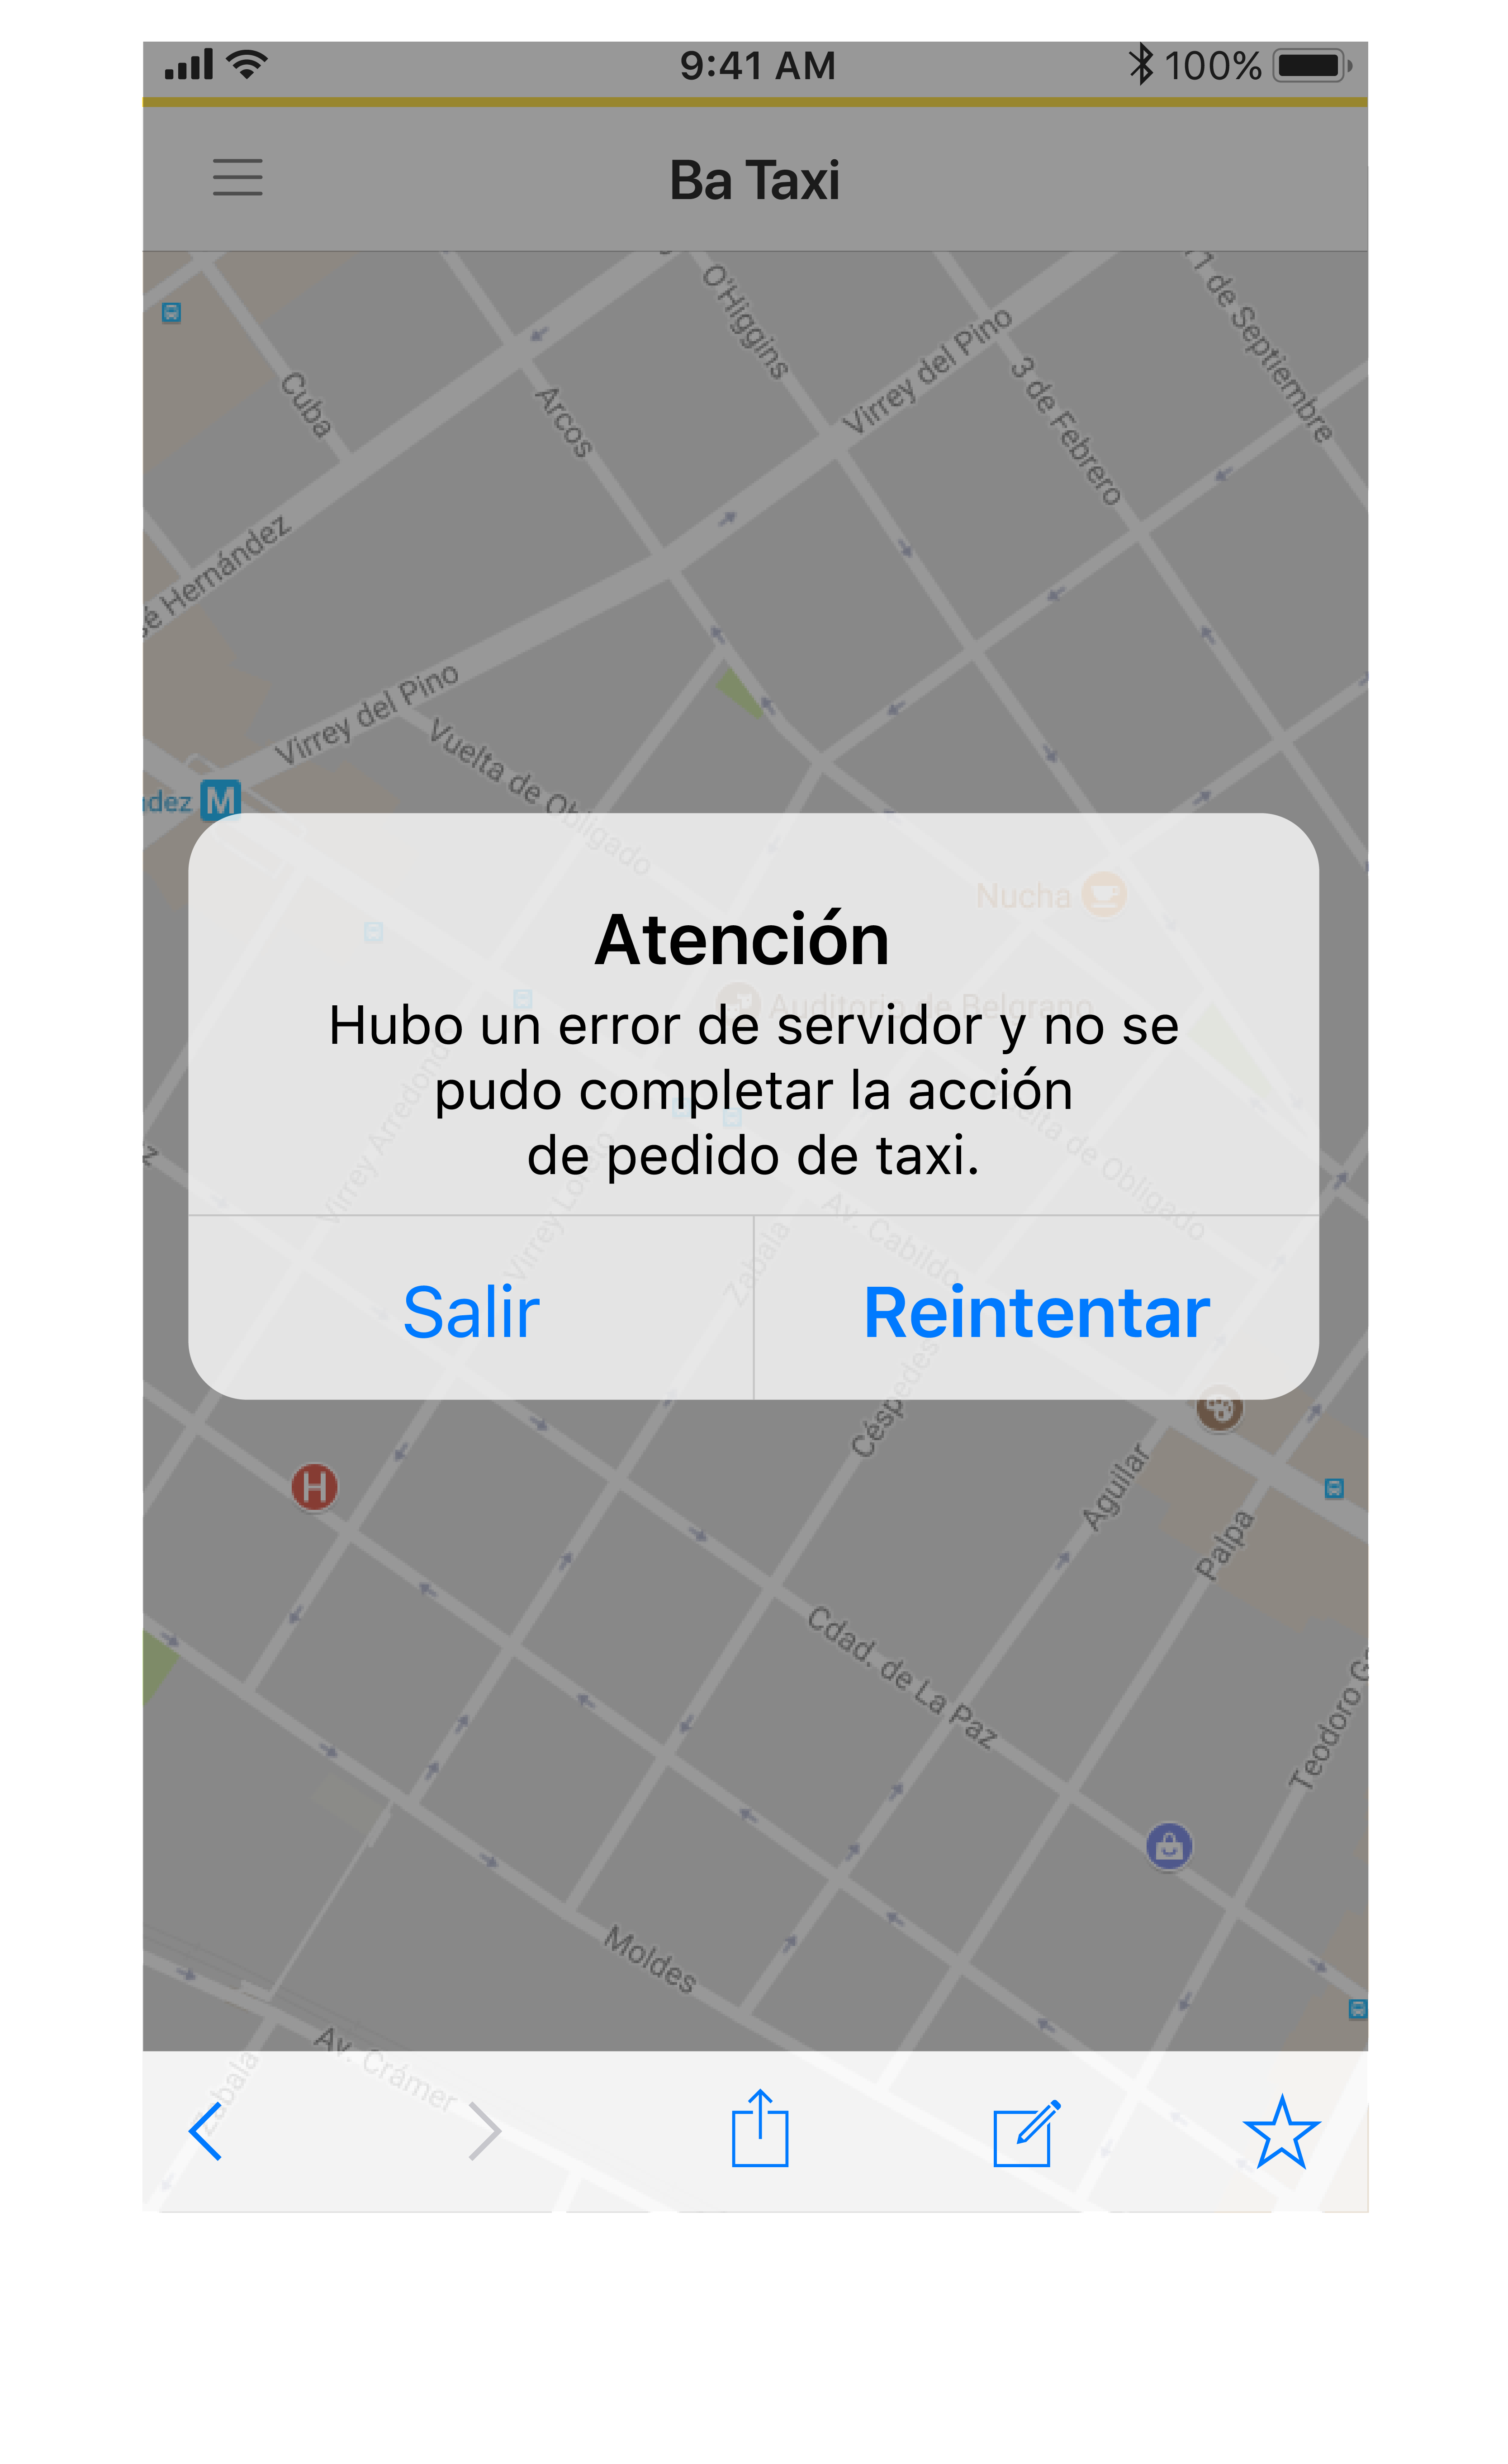 9:41 AM
100%
Ba Taxi
O'Higgins
11 de Septiembre
Virrey del Pino
3 de Febrero
Cuba
Arcos
sé Hernández
Virrey del Pino
Vuelta de Obligado
ndez M
Nucha
Atención
Auditorio de Belgrano
Hubo un error de servidor y no se
pudo completar la acción
de pedido de taxi.
Virrey Arredondo
Vuelta de Obligado
Av. Cabildo
Zabala
Salir
Reintentar
Céspedes
H
Aguilar
Palpa
Cdad. de La Paz
Teodoro
Moldes
Av. Crámer
Zabala